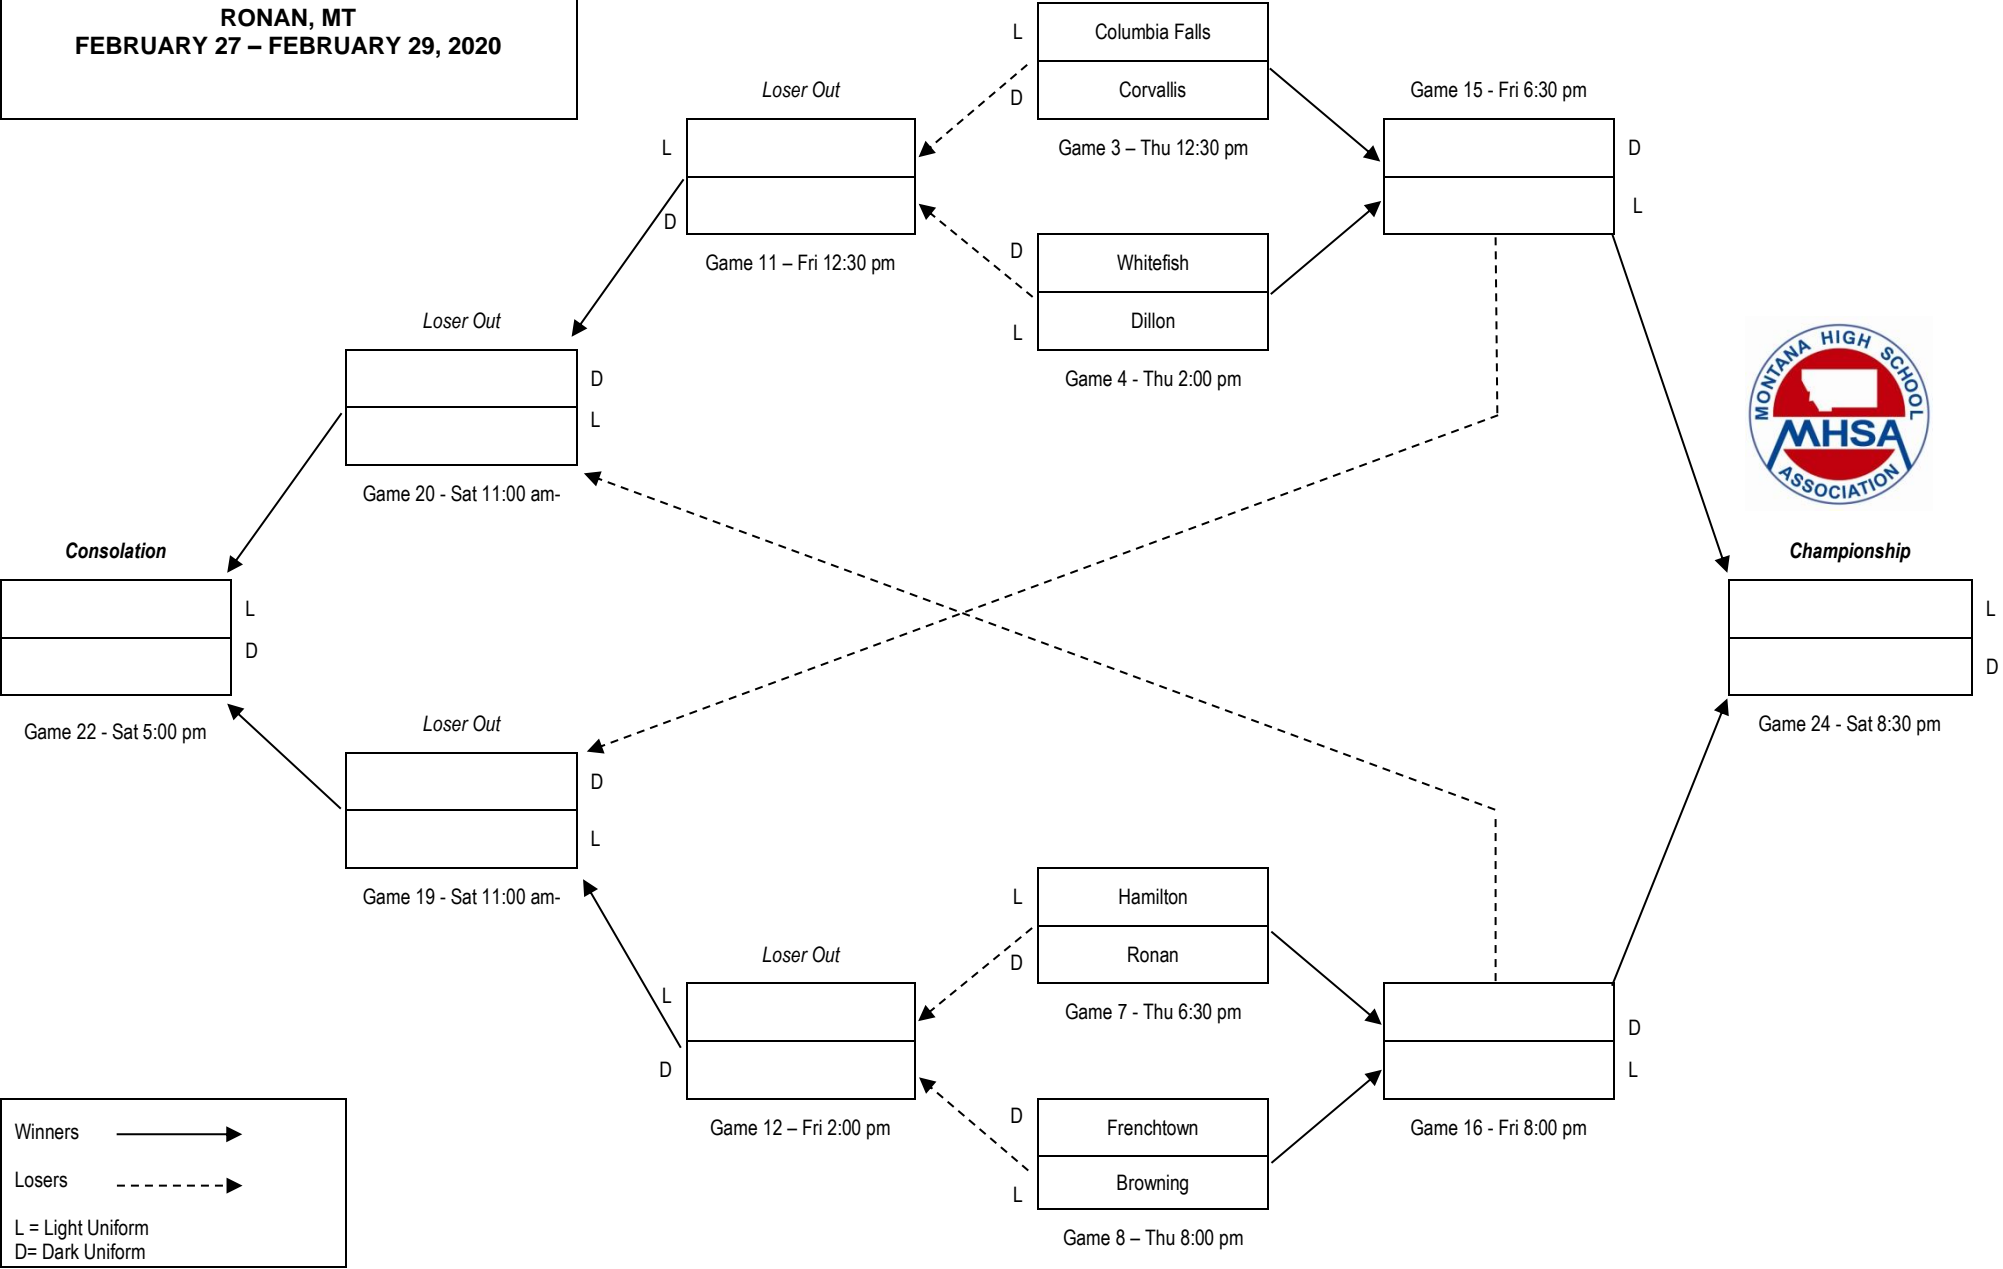 RONAN, MT
FEBRUARY 27 – FEBRUARY 29, 2020
L
Columbia Falls
D
Corvallis
Game 3 – Thu 12:30 pm
Loser Out
L
D
Game 11 – Fri 12:30 pm
Game 15 - Fri 6:30 pm
D
L
D
Whitefish
L
Dillon
Game 4 - Thu 2:00 pm
Loser Out
D
L
Game 20 - Sat 11:00 am-
MONTANA HIGH SCHOOL
MHSA
ASSOCIATION
Consolation
L
D
Game 22 - Sat 5:00 pm
Championship
L
D
Game 24 - Sat 8:30 pm
Loser Out
D
L
Game 19 - Sat 11:00 am-
L
Hamilton
D
Ronan
Game 7 - Thu 6:30 pm
Loser Out
L
D
Game 12 – Fri 2:00 pm
D
L
Game 16 - Fri 8:00 pm
D
Frenchtown
L
Browning
Game 8 – Thu 8:00 pm
Winners
Losers
L = Light Uniform
D= Dark Uniform